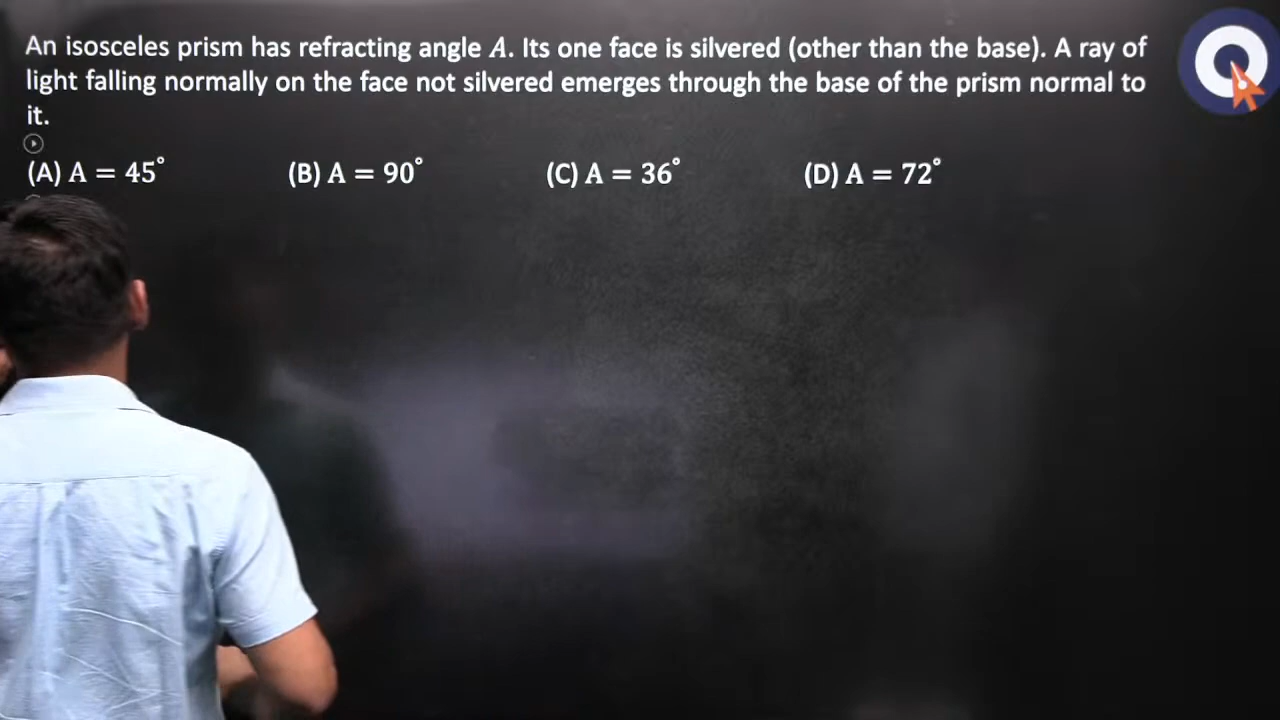 An isosceles prism has refracting angle A. Its one face is silvered (other than the base). A ray of
light falling normally on the face not silvered emerges through the base of the prism normal to
it.
(A) A = 45° (B) A = 90° (C) A = 36° (D) A = 72°